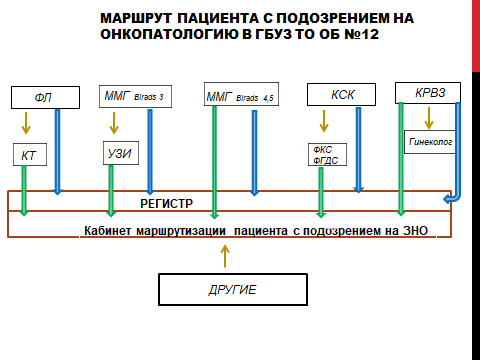 МАРШРУТ ПАЦИЕНТА С ПОДОЗРЕНИЕМ НА
ОНКОПАТОЛОГИЮ В ГБУЗ ТО ОБ №12
ФЛ
ММГ Birads 3
ММГ Birads 4,5
КСК
КРВЗ
КТ
УЗИ
ФКС
ФГДС
Гинеколог
РЕГИСТР
Кабинет маршрутизации пациента с подозрением на ЗНО
ДРУГИЕ